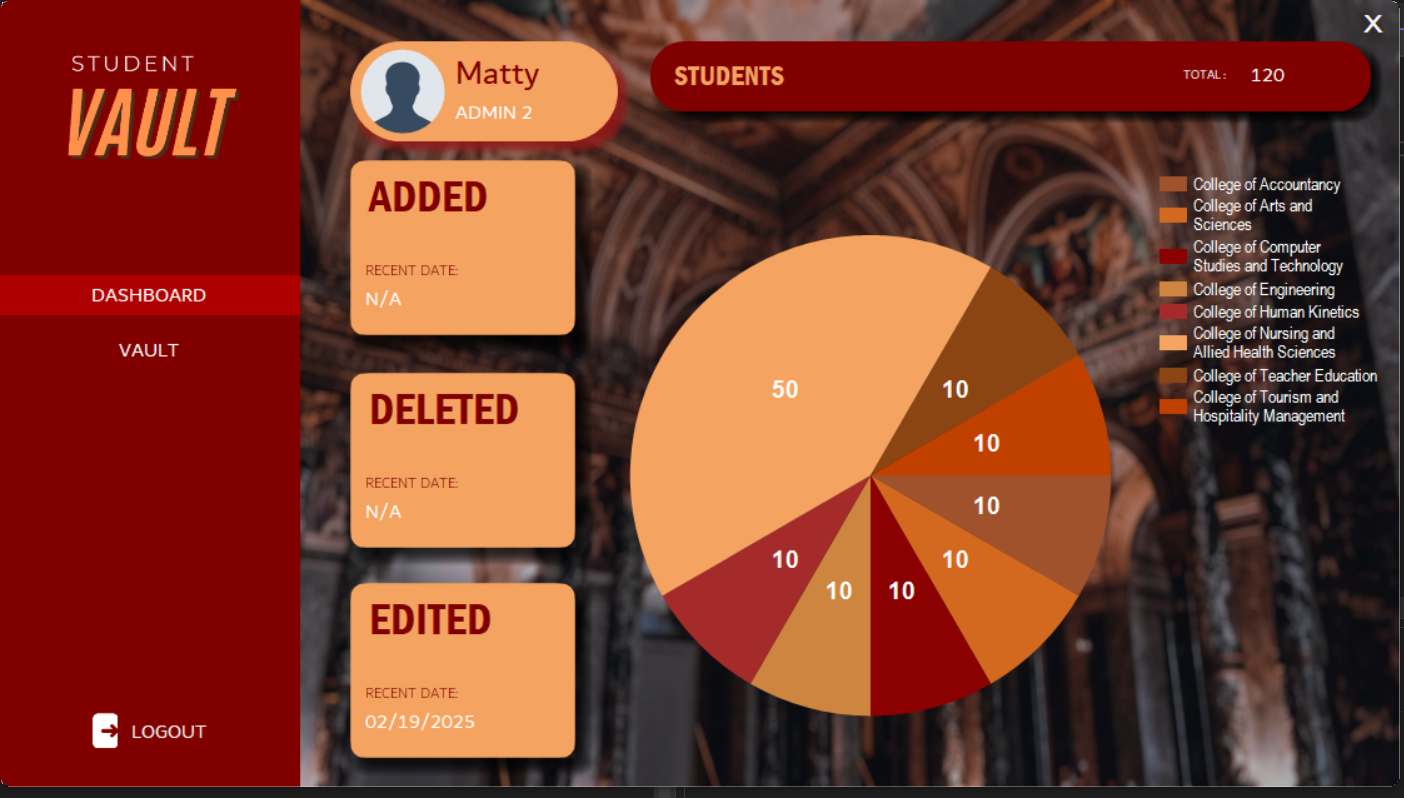 STUDENT
VAULT
DASHBOARD
VAULT
LOGOUT
X
Matty
ADMIN 2
STUDENTS
TOTAL: 120
ADDED
RECENT DATE:
N/A
DELETED
RECENT DATE:
N/A
EDITED
RECENT DATE:
02/19/2025
50
10
10
10
10
10
10
10
College of Accountancy
College of Arts and
Sciences
College of Computer
Studies and Technology
College of Engineering
College of Human Kinetics
College of Nursing and
Allied Health Sciences
College of Teacher Education
College of Tourism and
Hospitality Management